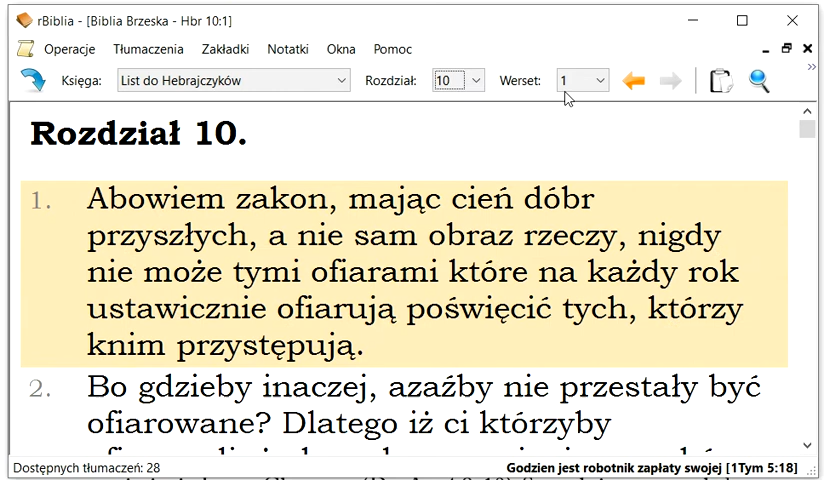 rBiblia - [Biblia Brzeska - Hbr 10:1]
Operacje Tłumaczenia Zakładki Notatki Okna Pomoc
Księga: List do Hebrajczyków Rozdział: 10 Werset: 1
Rozdział 10.
1. Abowiem zakon, mając cień dóbr
przyszłych, a nie sam obraz rzeczy, nigdy
nie może tymi ofiarami które na każdy rok
ustawicznie ofiarują poświęcić tych, którzy
knim przystępują.
2. Bo gdzieby inaczej, azaźby nie przestały być
ofiarowane? Dlatego iż ci którzyby
Dostępnych tłumaczeń: 28 Godzien jest robotnik zapłaty swojej [1Tym 5:18]